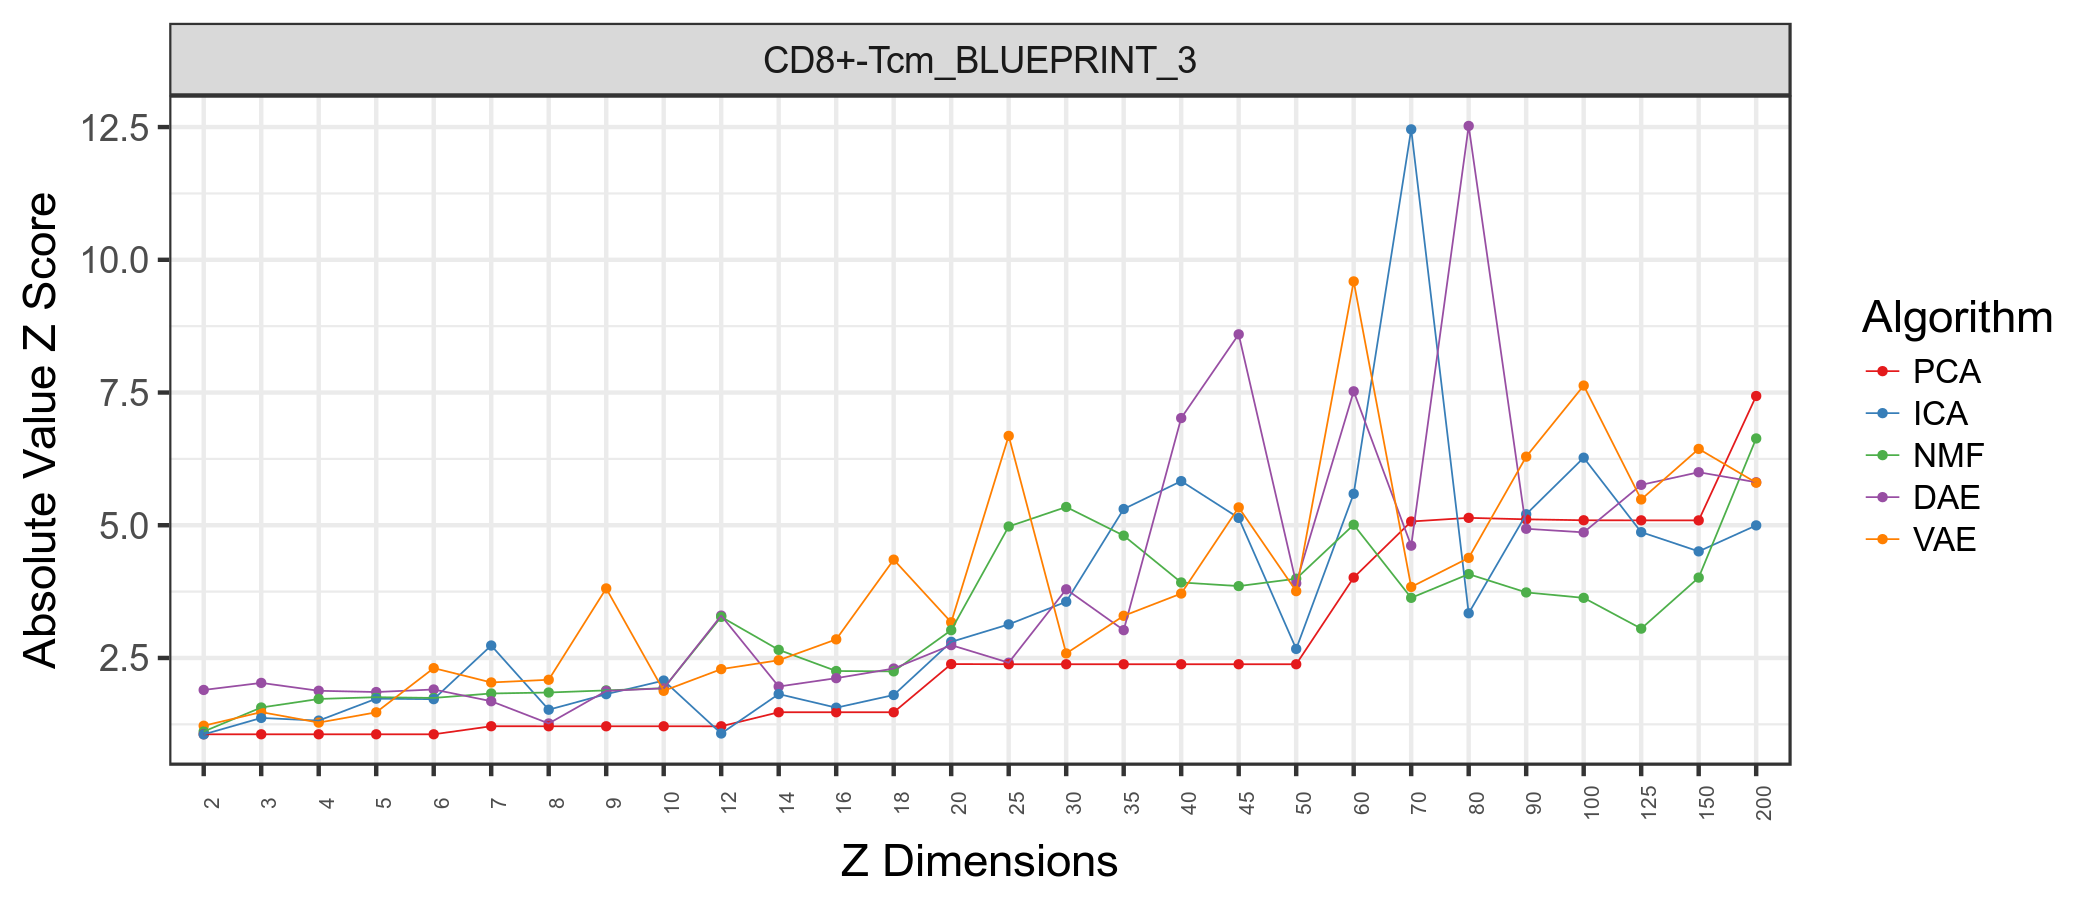 CD8+-Tcm_BLUEPRINT_3
Absolute Value Z Score
12.5
10.0
7.5
5.0
2.5
2 3 4 5 6 7 8 9 10 12 14 16 18 20 25 30 35 40 45 50 60 70 80 90 100 125 150 200
Z Dimensions
Algorithm
PCA
ICA
NMF
DAE
VAE